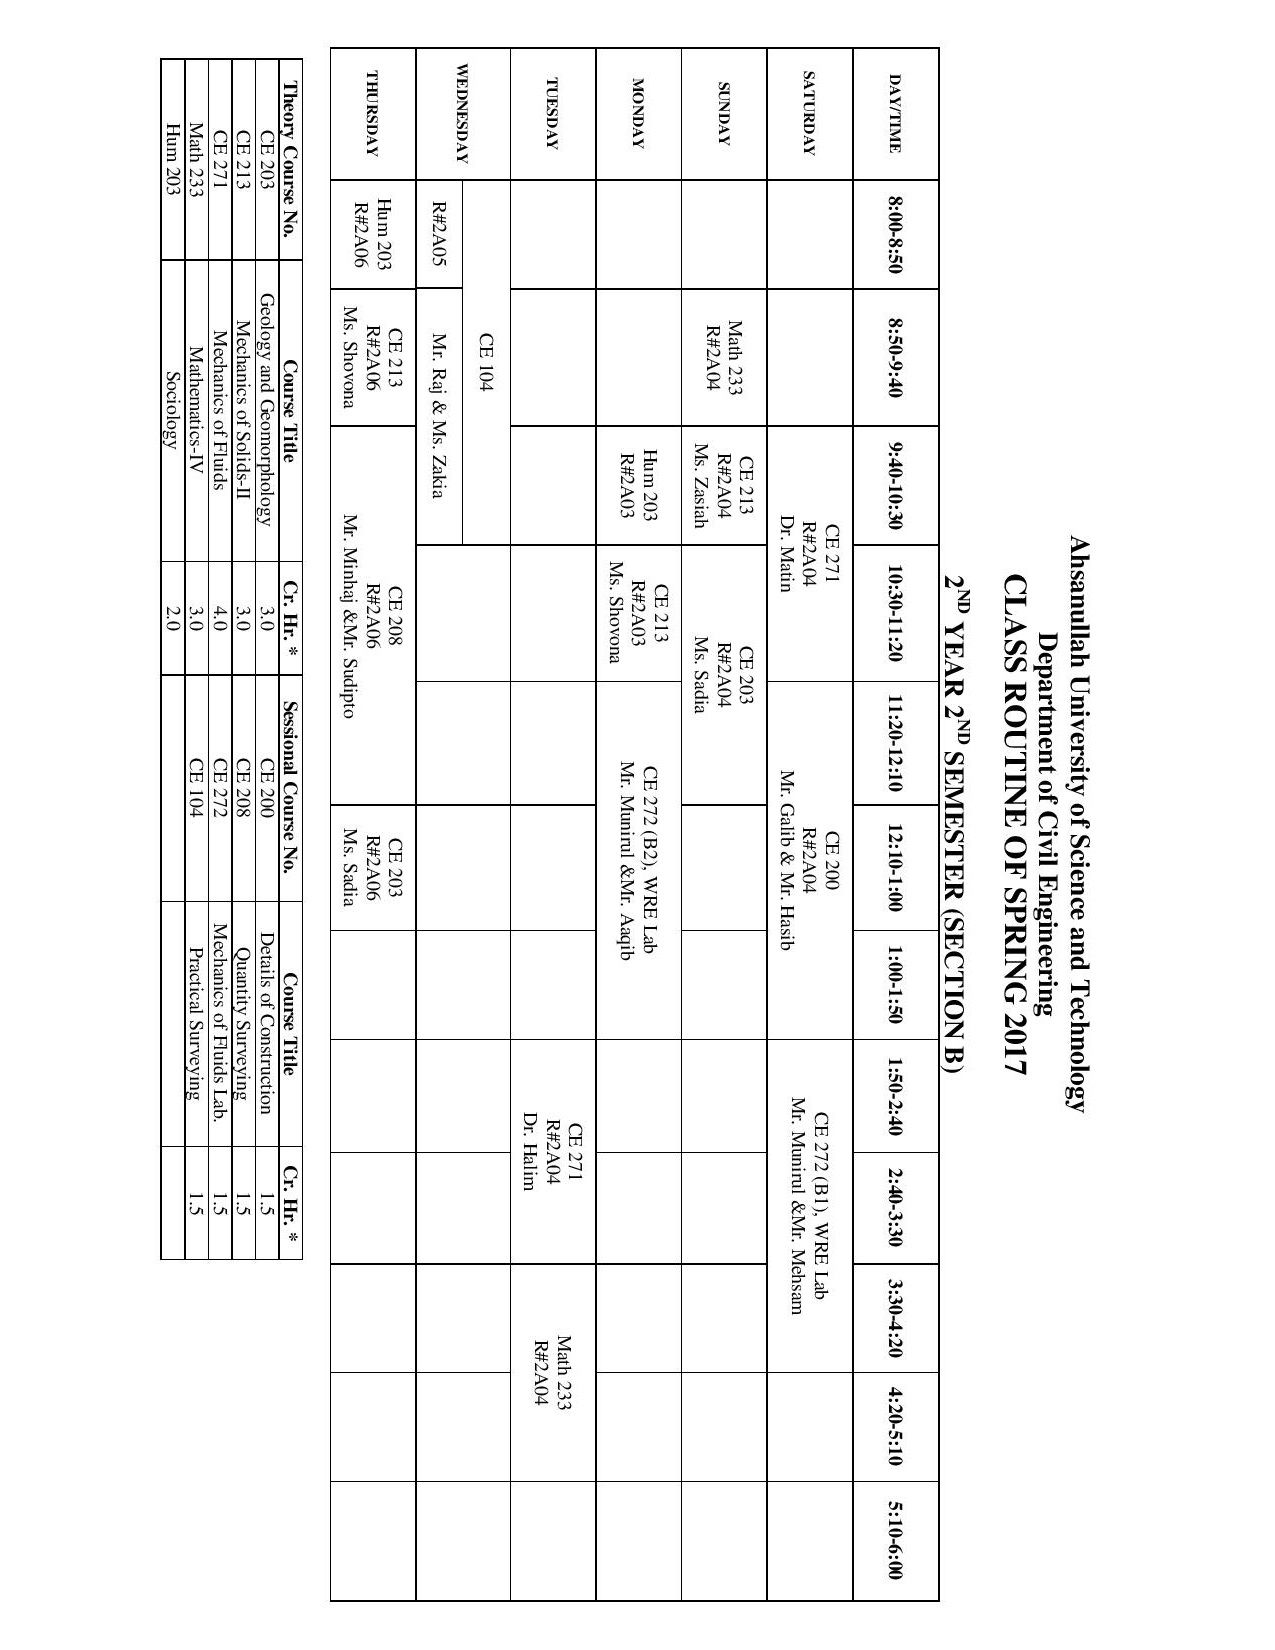 Ahsanullah University of Science and Technology
Department of Civil Engineering
CLASS ROUTINE OF SPRING 2017
2ND YEAR 2ND SEMESTER (SECTION B)
DAY/TIME 8:00-8:50 8:50-9:40 9:40-10:30 10:30-11:20 11:20-12:10 12:10-1:00 1:00-1:50 1:50-2:40 2:40-3:30 3:30-4:20 4:20-5:10 5:10-6:00
SATURDAY
CE 271
R#2A04
Dr. Matin
CE 200
R#2A04
Mr. Galib & Mr. Hasib
CE 272 (B1), WRE Lab
Mr. Munirul &Mr. Mehsam
SUNDAY
Math 233
R#2A04
CE 213
R#2A04
Ms. Zasiah
CE 203
R#2A04
Ms. Sadia
MONDAY
Hum 203
R#2A03
CE 213
R#2A03
Ms. Shovona
CE 272 (B2), WRE Lab
Mr. Munirul &Mr. Aaqib
TUESDAY
CE 271
R#2A04
Dr. Halim
Math 233
R#2A04
WEDNESDAY
CE 104
R#2A05
Mr. Raj & Ms. Zakia
THURSDAY
Hum 203
R#2A06
CE 213
R#2A06
Ms. Shovona
CE 208
R#2A06
Mr. Minhaj &Mr. Sudipto
CE 203
R#2A06
Ms. Sadia
Theory Course No. Course Title Cr. Hr. * Sessional Course No. Course Title Cr. Hr. *
CE 203 Geology and Geomorphology 3.0 CE 200 Details of Construction 1.5
CE 213 Mechanics of Solids-II 3.0 CE 208 Quantity Surveying 1.5
CE 271 Mechanics of Fluids 4.0 CE 272 Mechanics of Fluids Lab. 1.5
Math 233 Mathematics-IV 3.0 CE 104 Practical Surveying 1.5
Hum 203 Sociology 2.0